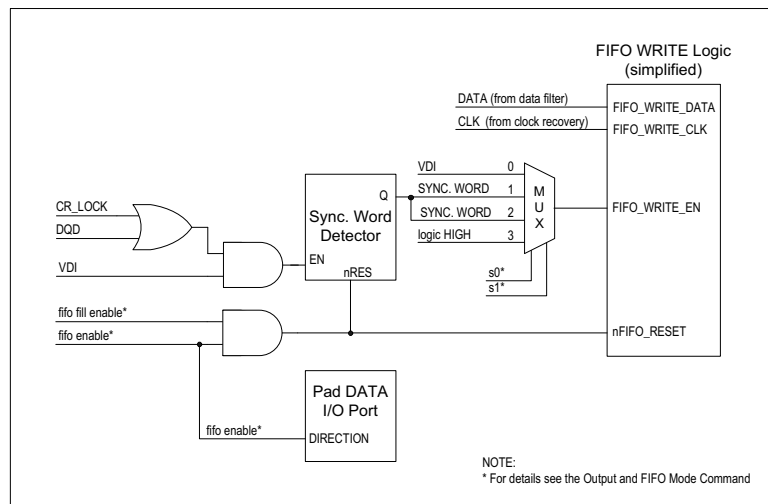 FIFO WRITE Logic
(simplified)
DATA (from data filter)
FIFO_WRITE_DATA
CLK (from clock recovery)
FIFO_WRITE_CLK
VDI
0
Q
SYNC. WORD
1
CR_LOCK
Sync. Word
Detector
MUX
FIFO_WRITE_EN
SYNC. WORD
2
DQD
logic HIGH
3
EN
VDI
nRES
s0*
s1*
fifo fill enable*
fifo enable*
nFIFO_RESET
Pad DATA
I/O Port
fifo enable*
DIRECTION
NOTE:
* For details see the Output and FIFO Mode Command